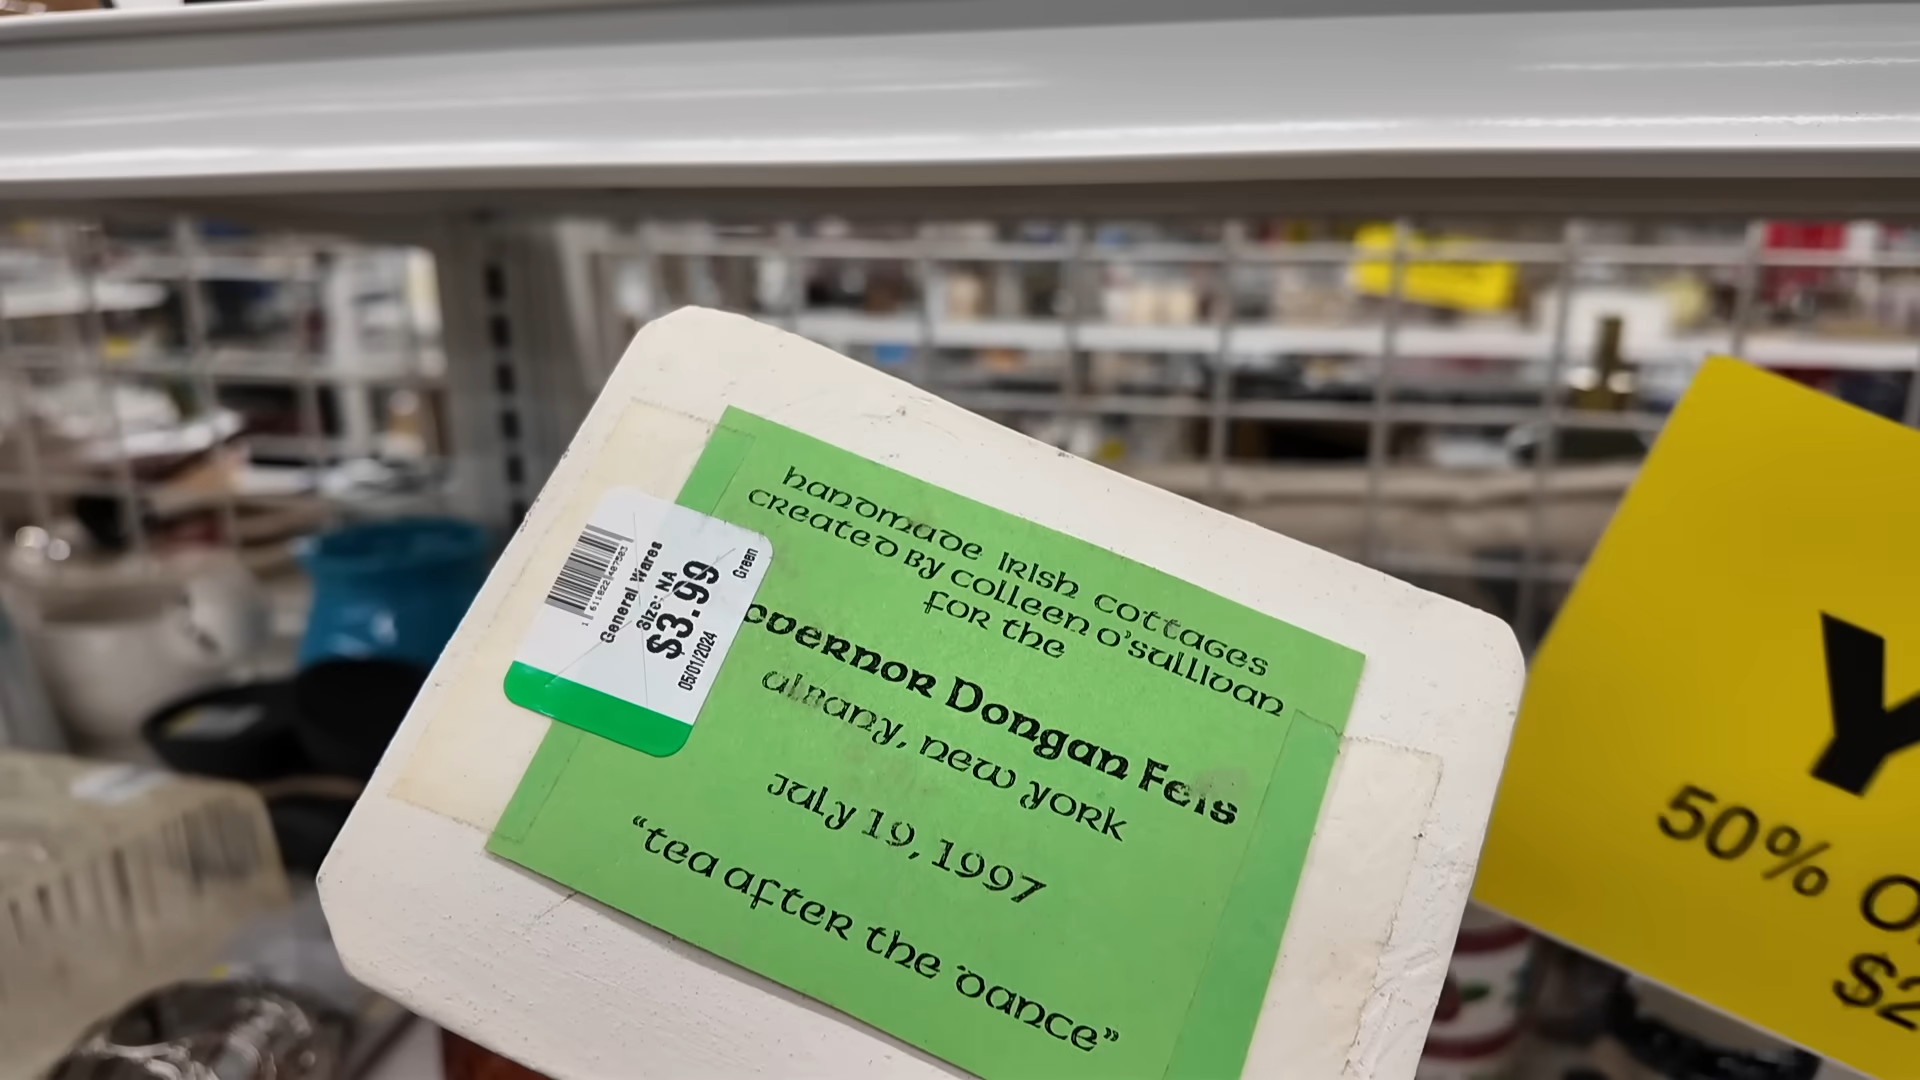 handmade Irish cottages
created by Colleen O'Sullivan
for the
overnor Dongan Feis
Albany, New York
July 19, 1997
“tea after the dance”
General Wares
Size: NA
$3.99
05/01/2024
Green
Y
50% O
$2